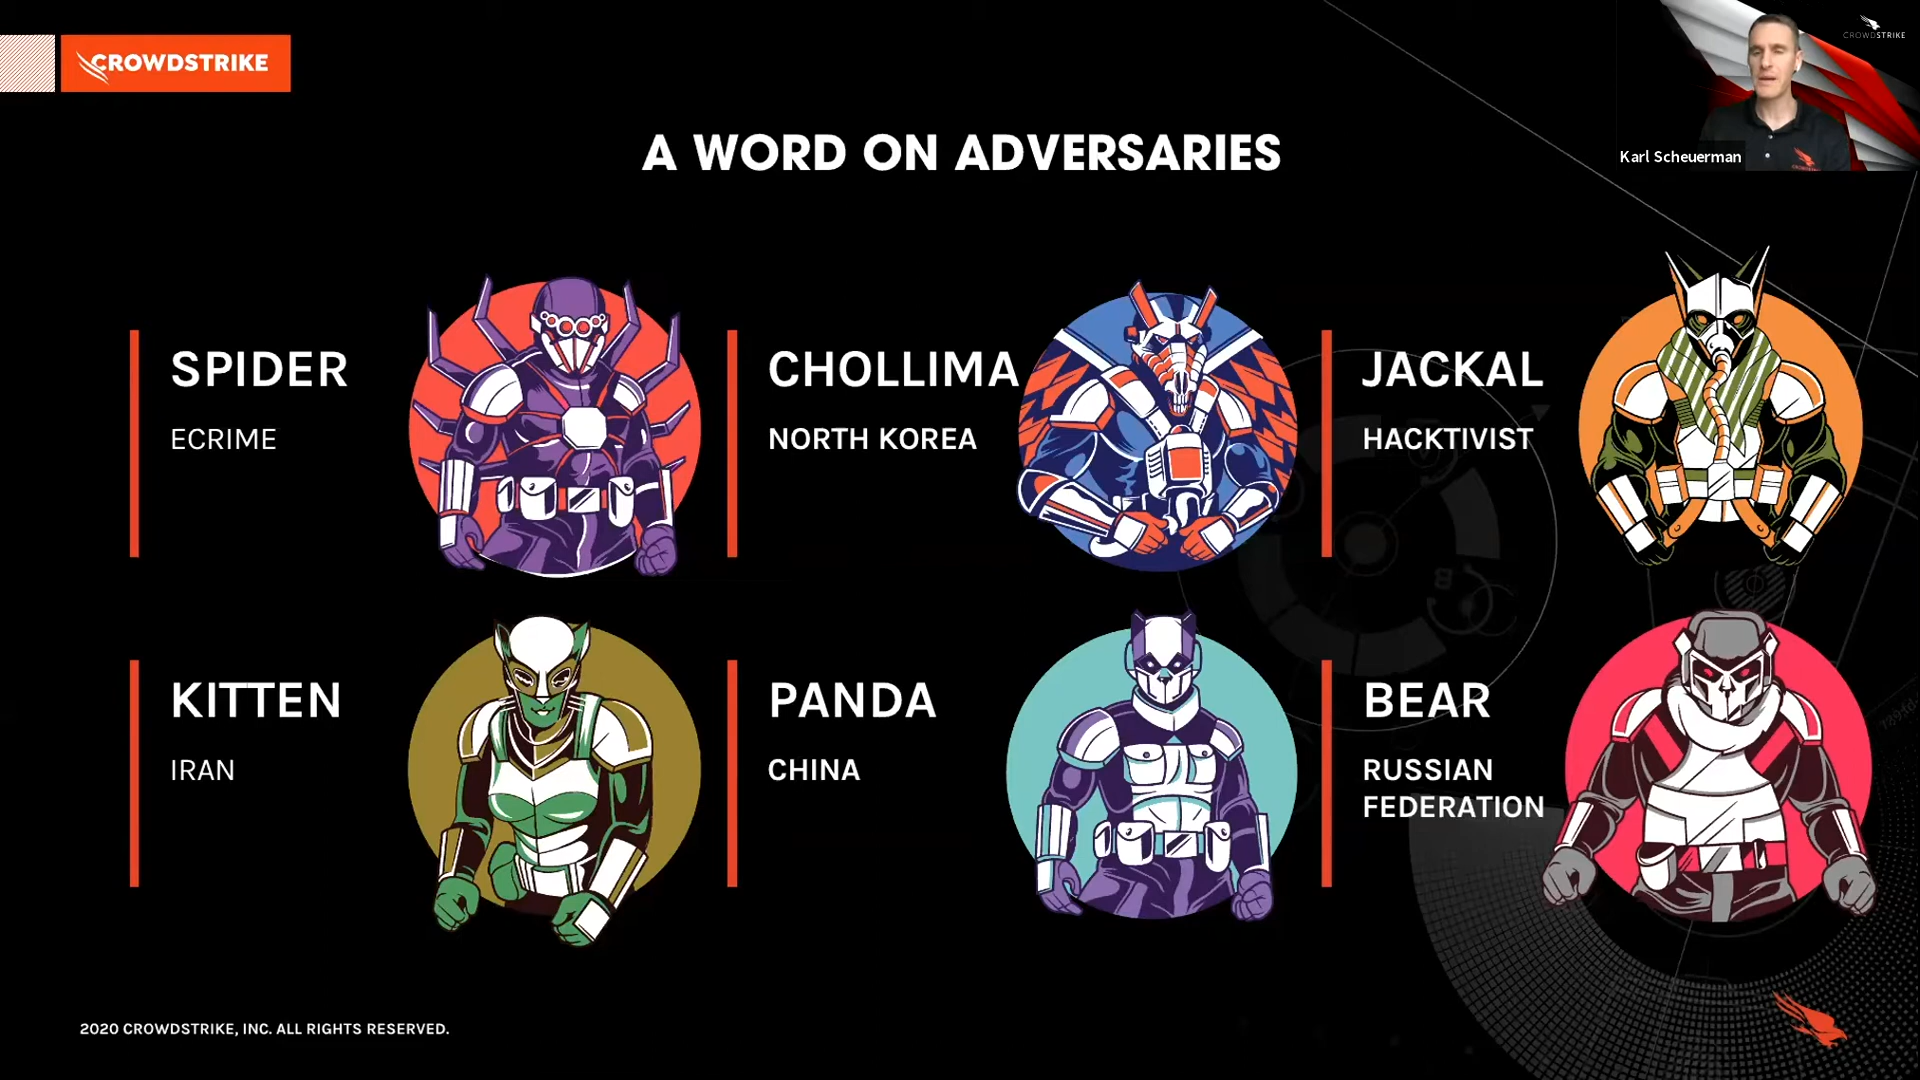 CROWDSTRIKE
CROWDSTRIKE
A WORD ON ADVERSARIES
Karl Scheuerman
SPIDER
ECRIME
CHOLLIMA
NORTH KOREA
JACKAL
HACKTIVIST
KITTEN
IRAN
PANDA
CHINA
BEAR
RUSSIAN
FEDERATION
2020 CROWDSTRIKE, INC. ALL RIGHTS RESERVED.